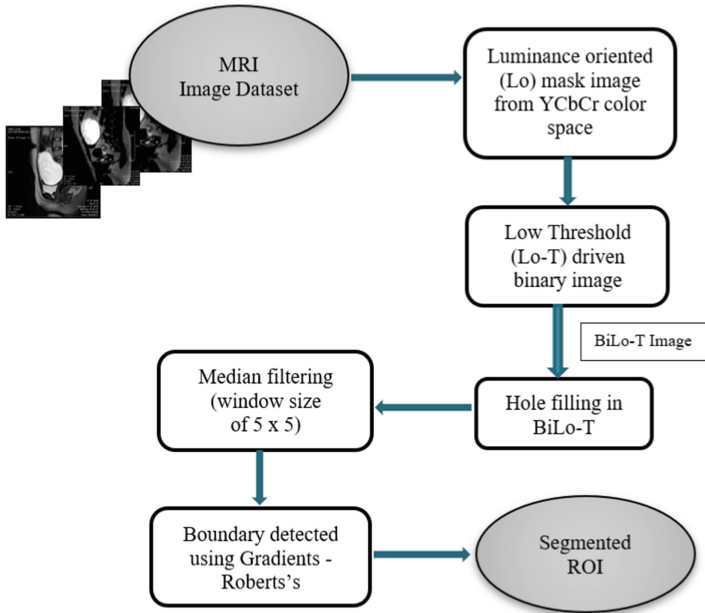 MRI
Image Dataset
Luminance oriented
(Lo) mask image
from YCbCr color
space
Low Threshold
(Lo-T) driven
binary image
BiLo-T Image
Hole filling in
BiLo-T
Median filtering
(window size
of 5 x 5)
Boundary detected
using Gradients -
Roberts's
Segmented
ROI